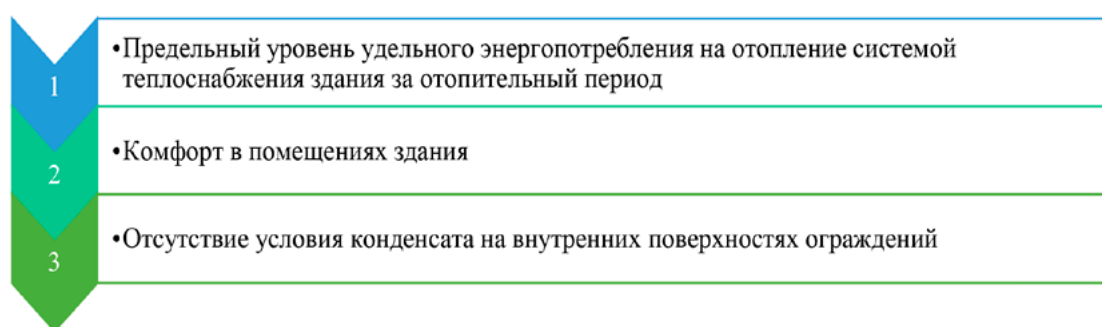 1
•Предельный уровень удельного энергопотребления на отопление системой
теплоснабжения здания за отопительный период
2
•Комфорт в помещениях здания
3
•Отсутствие условия конденсата на внутренних поверхностях ограждений